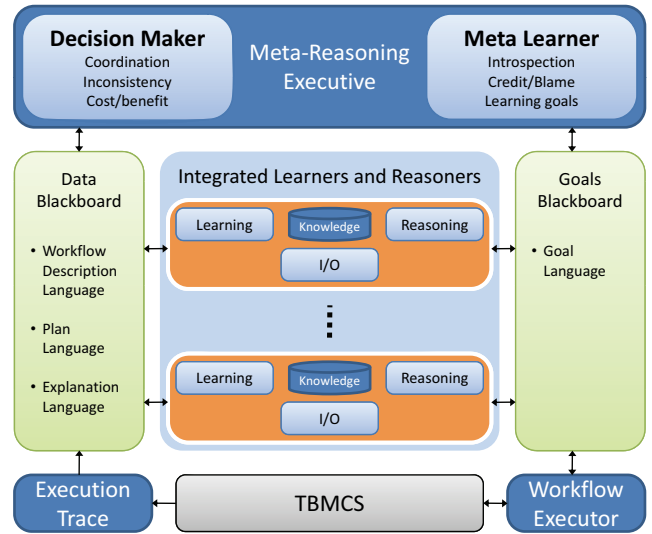 Decision Maker
Coordination
Inconsistency
Cost/benefit
Meta-Reasoning
Executive
Meta Learner
Introspection
Credit/Blame
Learning goals
Data
Blackboard
• Workflow
Description
Language
• Plan
Language
• Explanation
Language
Integrated Learners and Reasoners
Learning
Knowledge
Reasoning
I/O
Learning
Knowledge
Reasoning
I/O
Goals
Blackboard
• Goal
Language
Execution
Trace
TBMCS
Workflow
Executor